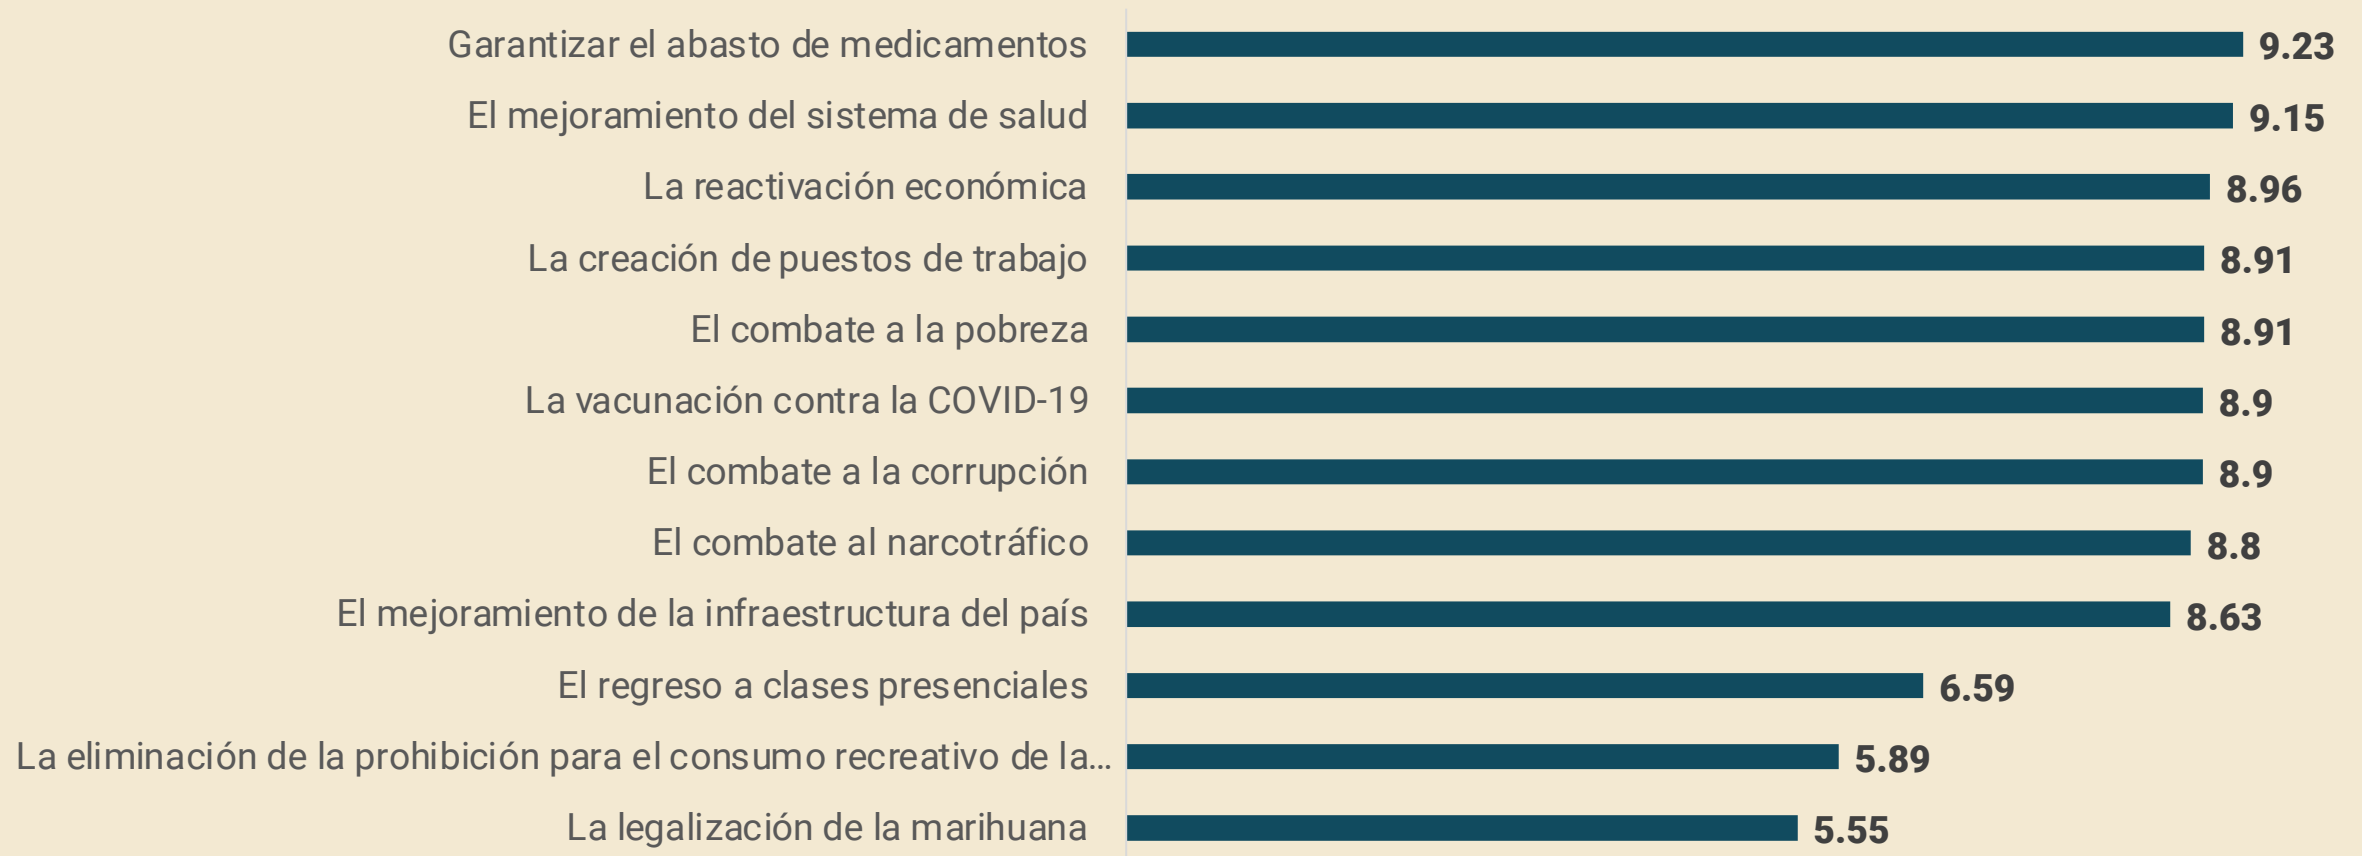 Garantizar el abasto de medicamentos 9.23
El mejoramiento del sistema de salud 9.15
La reactivación económica 8.96
La creación de puestos de trabajo 8.91
El combate a la pobreza 8.91
La vacunación contra la COVID-19 8.9
El combate a la corrupción 8.9
El combate al narcotráfico 8.8
El mejoramiento de la infraestructura del país 8.63
El regreso a clases presenciales 6.59
La eliminación de la prohibición para el consumo recreativo de la... 5.89
La legalización de la marihuana 5.55